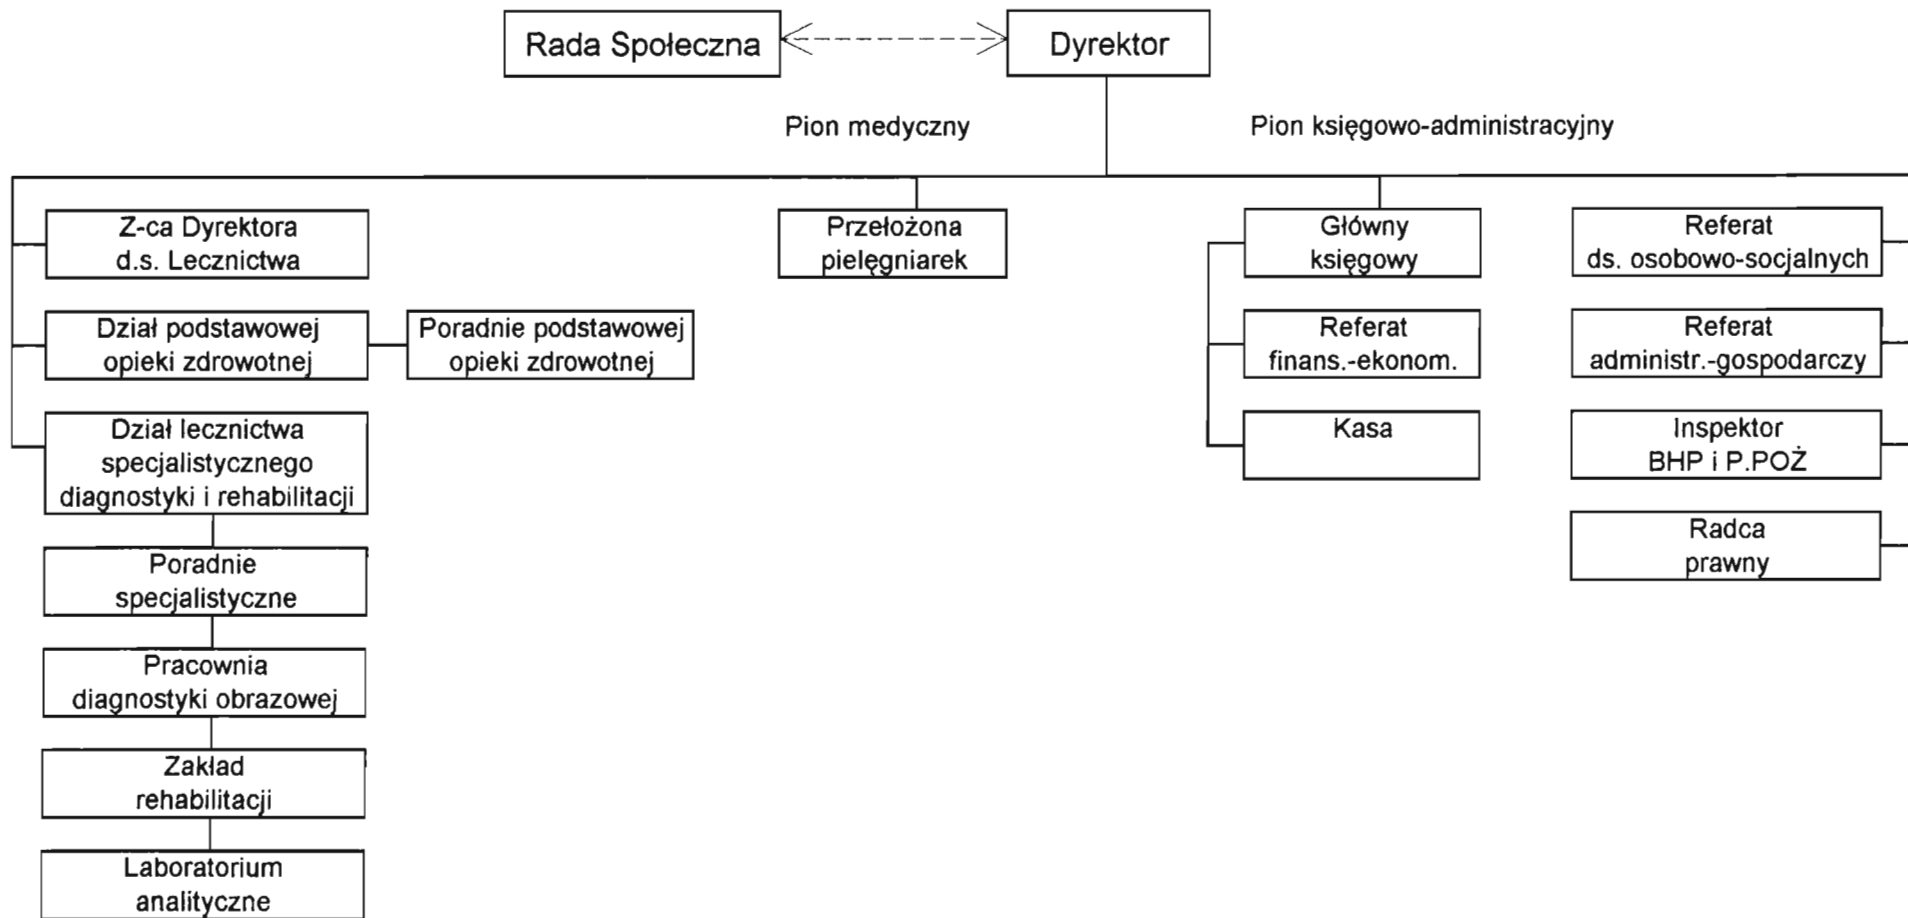 Rada Społeczna
Dyrektor
Pion medyczny
Pion księgowo-administracyjny
Z-ca Dyrektora
d.s. Lecznictwa
Przełożona
pielęgniarek
Główny
księgowy
Referat
ds. osobowo-socjalnych
Dział podstawowej
opieki zdrowotnej
Poradnie podstawowej
opieki zdrowotnej
Referat
finans.-ekonom.
Referat
administr.-gospodarczy
Dział lecznictwa
specjalistycznego
diagnostyki i rehabilitacji
Kasa
Inspektor
BHP i P.POŻ
Radca
prawny
Poradnie
specjalistyczne
Pracownia
diagnostyki obrazowej
Zakład
rehabilitacji
Laboratorium
analityczne